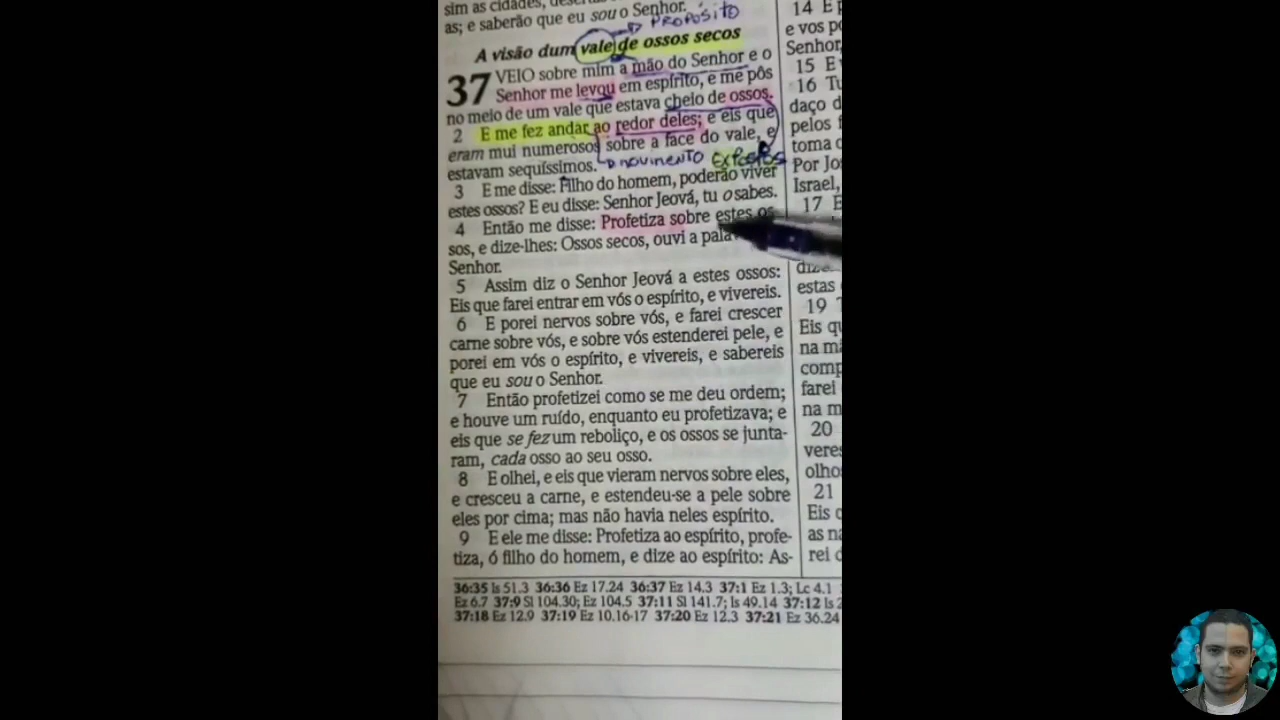 sim as cidades,
as; e saberão que eu sou o Senhor.
PROPÓSITO
A visão dum vale de ossos secos
37 VEIO sobre mim a mão do Senhor e o
Senhor me levou em espírito, e me pôs
no meio de um vale que estava cheio de ossos.
2 E me fez andar ao redor deles; e eis que
eram mui numerosos sobre a face do vale, e
estavam sequíssimos.
MOVIMENTO EXPOSTOS
3 E me disse: Filho do homem, poderão viver
estes ossos? E eu disse: Senhor Jeová, tu o sabes.
4 Então me disse: Profetiza sobre estes os-
sos, e dize-lhes: Ossos secos, ouvi a pala
Senhor.
5 Assim diz o Senhor Jeová a estes ossos:
Eis que farei entrar em vós o espírito, e vivereis.
6 E porei nervos sobre vós, e farei crescer
carne sobre vós, e sobre vós estenderei pele, e
porei em vós o espírito, e vivereis, e sabereis
que eu sou o Senhor.
7 Então profetizei como se me deu ordem;
e houve um ruído, enquanto eu profetizava; e
eis que se fez um reboliço, e os ossos se junta-
ram, cada osso ao seu osso.
8 E olhei, e eis que vieram nervos sobre eles,
e cresceu a carne, e estendeu-se a pele sobre
eles por cima; mas não havia neles espírito.
9 E ele me disse: Profetiza ao espírito, profe-
tiza, ó filho do homem, e dize ao espírito: As-
14 E
e vos
Senhor,
15 E
16 Tu
daço d
pelos
toma
Por Jo
Israel,
17 E
estas
19
Eis qu
na
comp
farei
na m
20
veres
olho
21
Eis
as na
rei
36:35 Is 51.3 36:36 Ez 17.24 36:37 Ez 14.3 37:1 Ez 1.3; Lc 4.1
Ez 6.7 37:9 Sl 104.30; Ez 104.5 37:11 Sl 141.7; Is 49.14 37:12 Is
37:18 Ez 12.9 37:19 Ez 10.16-17 37:20 Ez 12.3 37:21 Ez 36.24